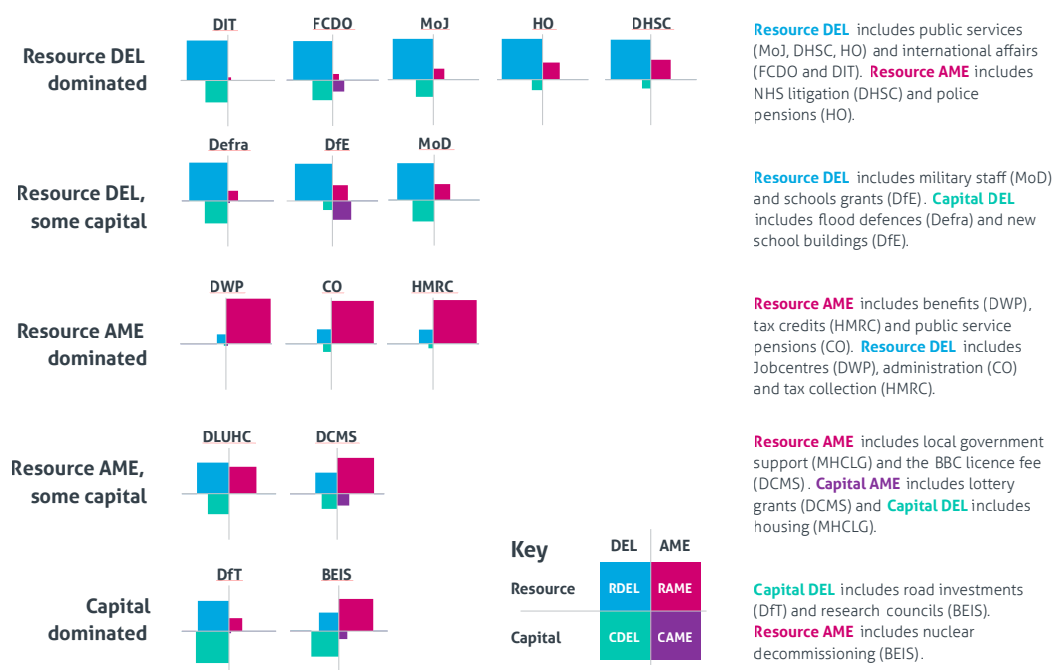 DIT FCDO MoJ HO DHSC
Resource DEL
dominated
Resource DEL includes public services
(MoJ, DHSC, HO) and international affairs
(FCDO and DIT). Resource AME includes
NHS litigation (DHSC) and police
pensions (HO).
Defra DfE MoD
Resource DEL,
some capital
Resource DEL includes military staff (MoD)
and schools grants (DfE). Capital DEL
includes flood defences (Defra) and new
school buildings (DfE).
DWP CO HMRC
Resource AME
dominated
Resource AME includes benefits (DWP),
tax credits (HMRC) and public service
pensions (CO). Resource DEL includes
Jobcentres (DWP), administration (CO)
and tax collection (HMRC).
DLUHC DCMS
Resource AME,
some capital
Resource AME includes local government
support (MHCLG) and the BBC licence fee
(DCMS). Capital AME includes lottery
grants (DCMS) and Capital DEL includes
housing (MHCLG).
DfT BEIS
Capital
dominated
Key DEL AME
Resource RDEL RAME
Capital CDEL CAME
Capital DEL includes road investments
(DfT) and research councils (BEIS).
Resource AME includes nuclear
decommissioning (BEIS).